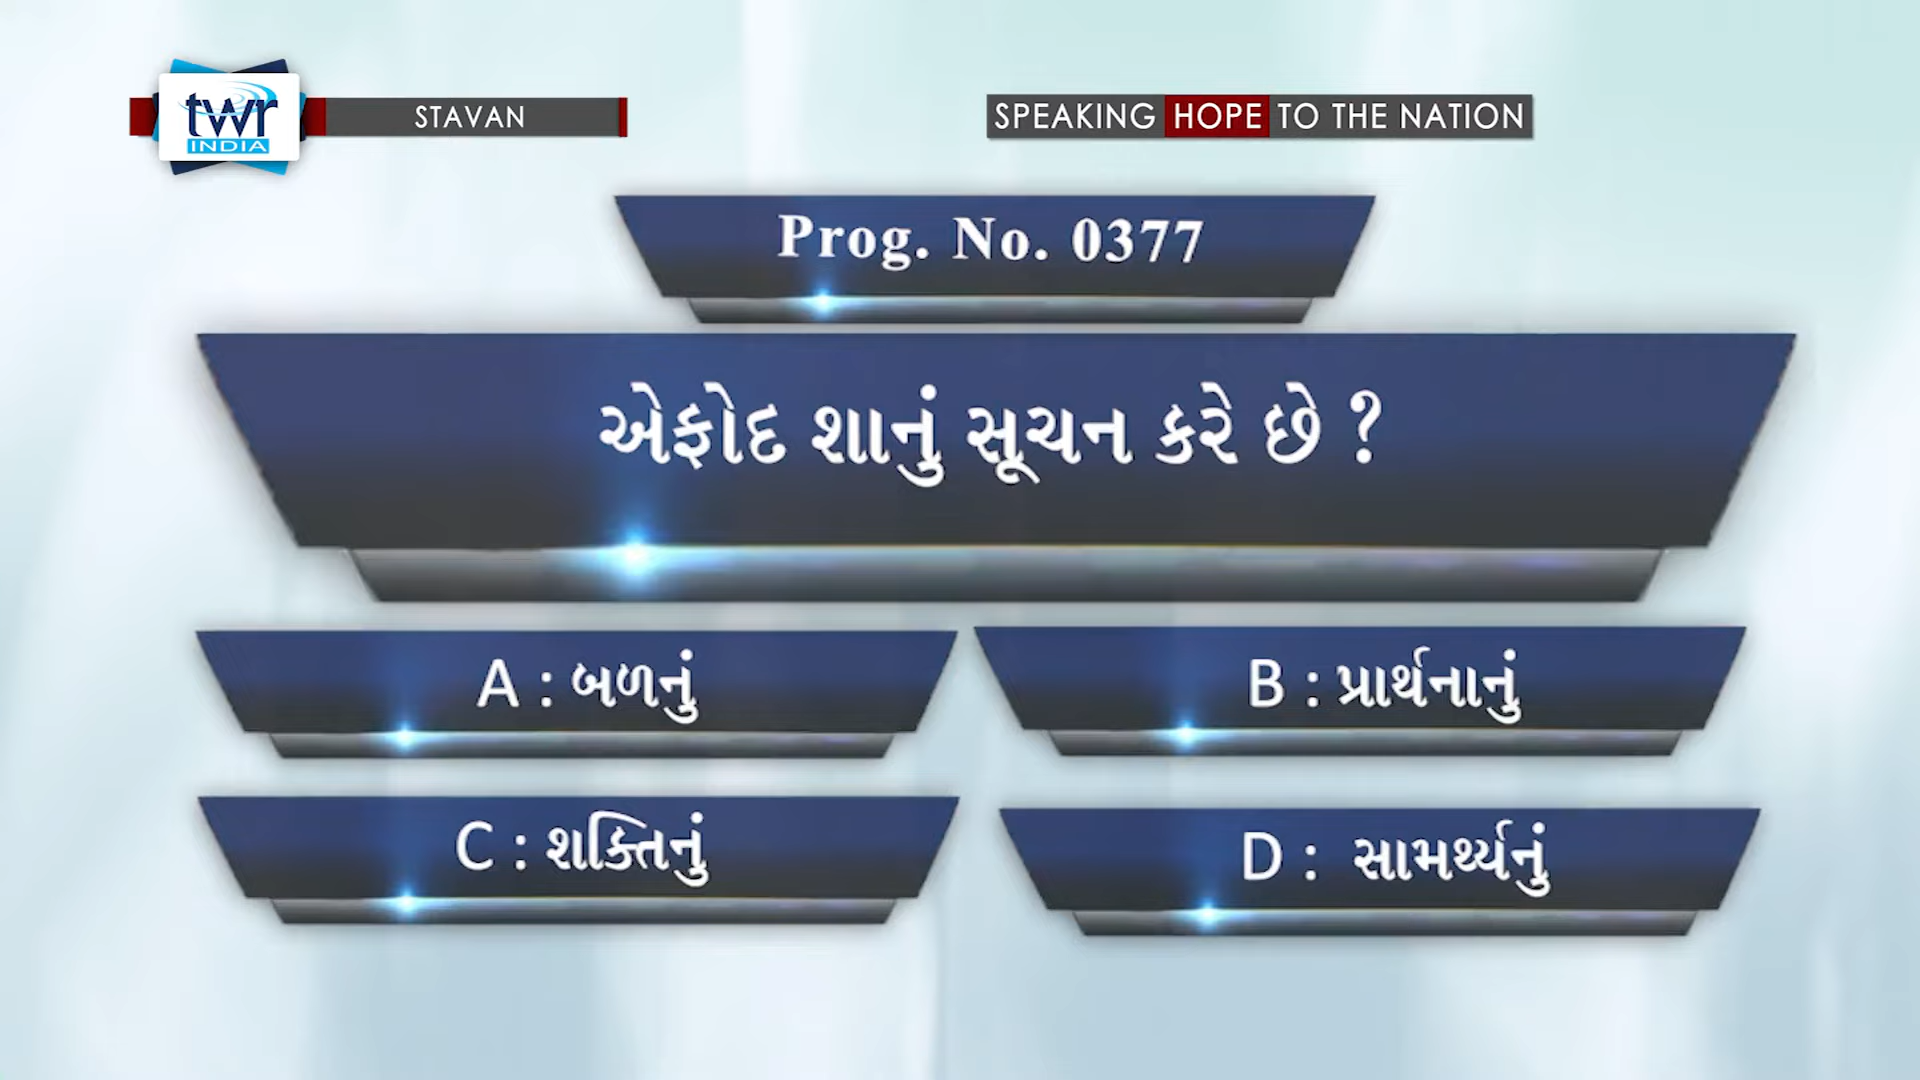 twr
INDIA
STAVAN
SPEAKING HOPE TO THE NATION
Prog. No. 0377
એફોદ શાનું સૂચન કરે છે ?
A : બળનું
B : પ્રાર્થનાનું
C : શક્તિનું
D : સામર્થ્યનું